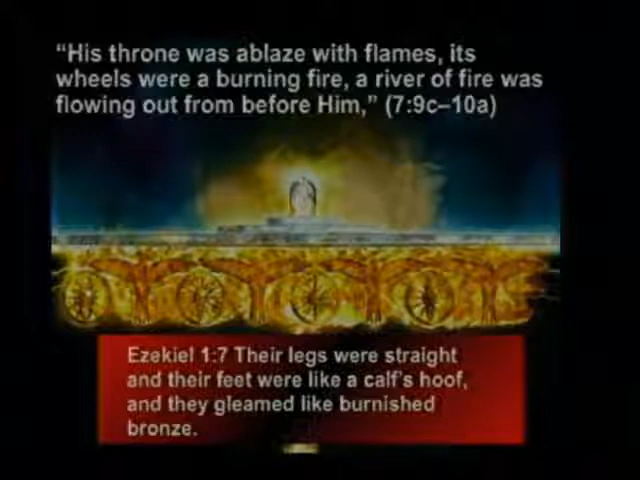 “His throne was ablaze with flames, its
wheels were a burning fire, a river of fire was
flowing out from before Him,” (7:9c–10a)
Ezekiel 1:7 Their legs were straight
and their feet were like a calf’s hoof,
and they gleamed like burnished
bronze.